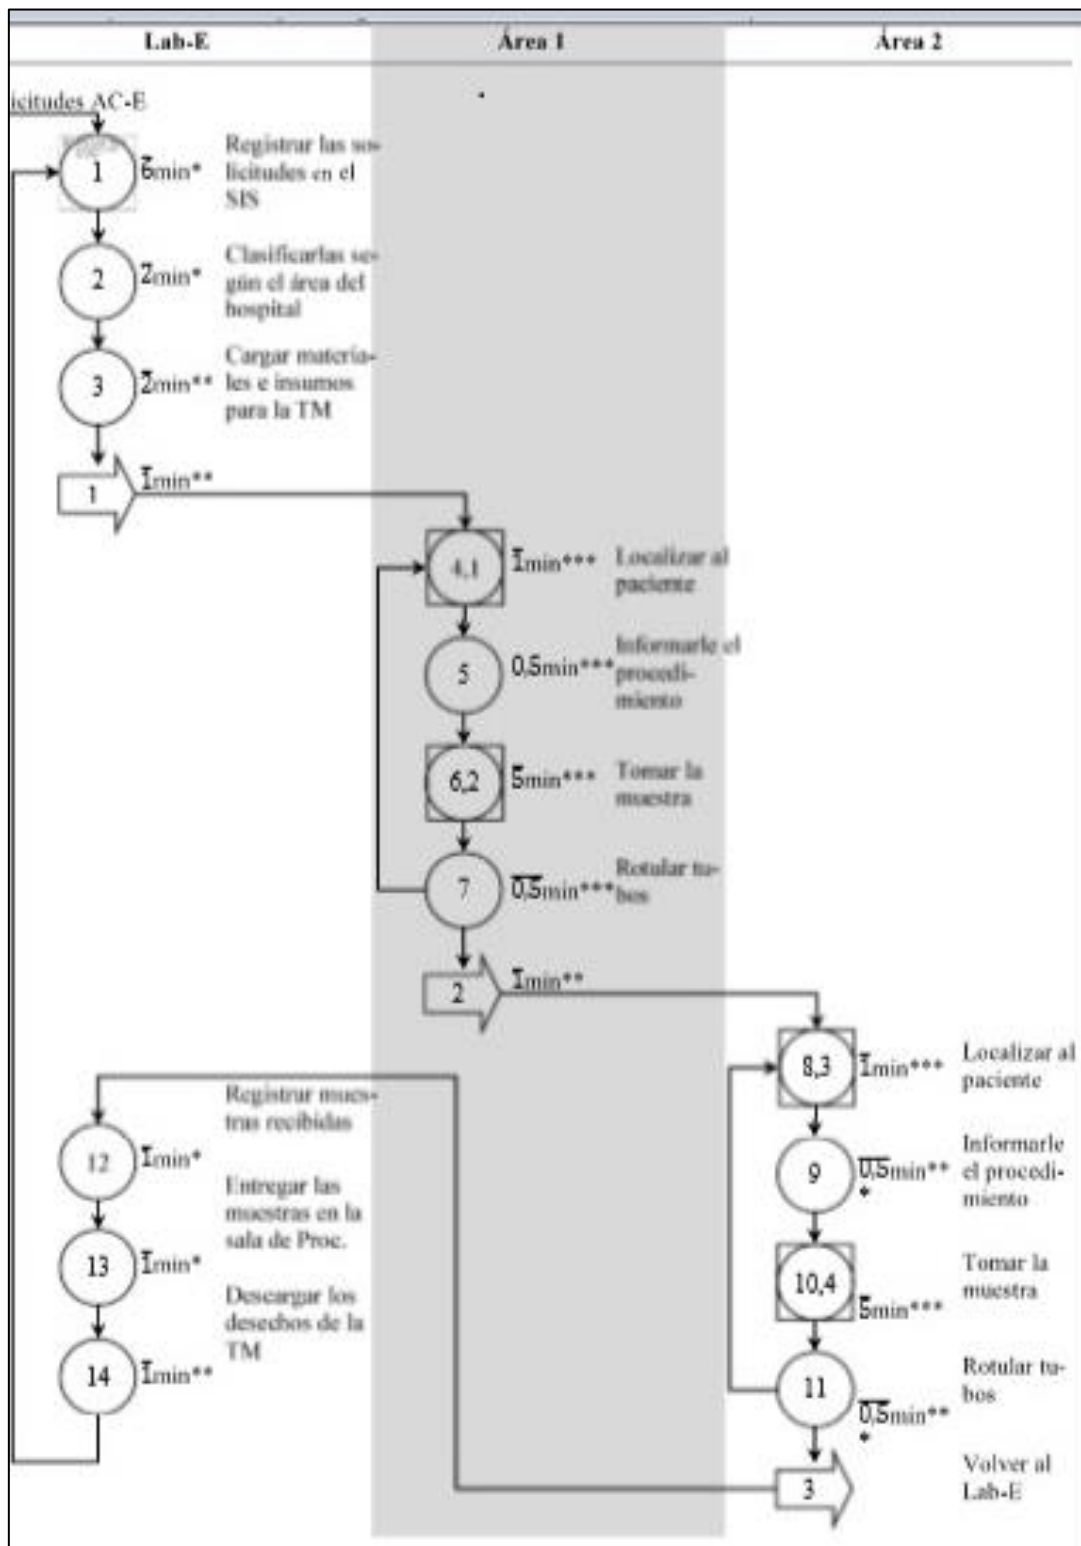 Lab-E
Área 1
Área 2
icitudes AC-E
1
6min*
Registrar las so-
licitudes en el
SIS
2
2min*
Clasificarlas se-
gún el área del
hospital
3
2min**
Cargar materia-
les e insumos
para la TM
1
1min**
4,1
1min***
Localizar al
paciente
5
0,5min***
Informarle el
procedi-
miento
6,2
5min***
Tomar la
muestra
7
0,5min***
Rotular tu-
bos
2
1min**
8,3
1min***
Localizar al
paciente
9
0,5min**
*
Informarle
el procedi-
miento
10,4
5min***
Tomar la
muestra
11
0,5min**
*
Rotular tu-
bos
3
Volver al
Lab-E
12
1min*
Registrar mues-
tras recibidas
13
1min*
Entregar las
muestras en la
sala de Proc.
14
1min**
Descargar los
desechos de la
TM